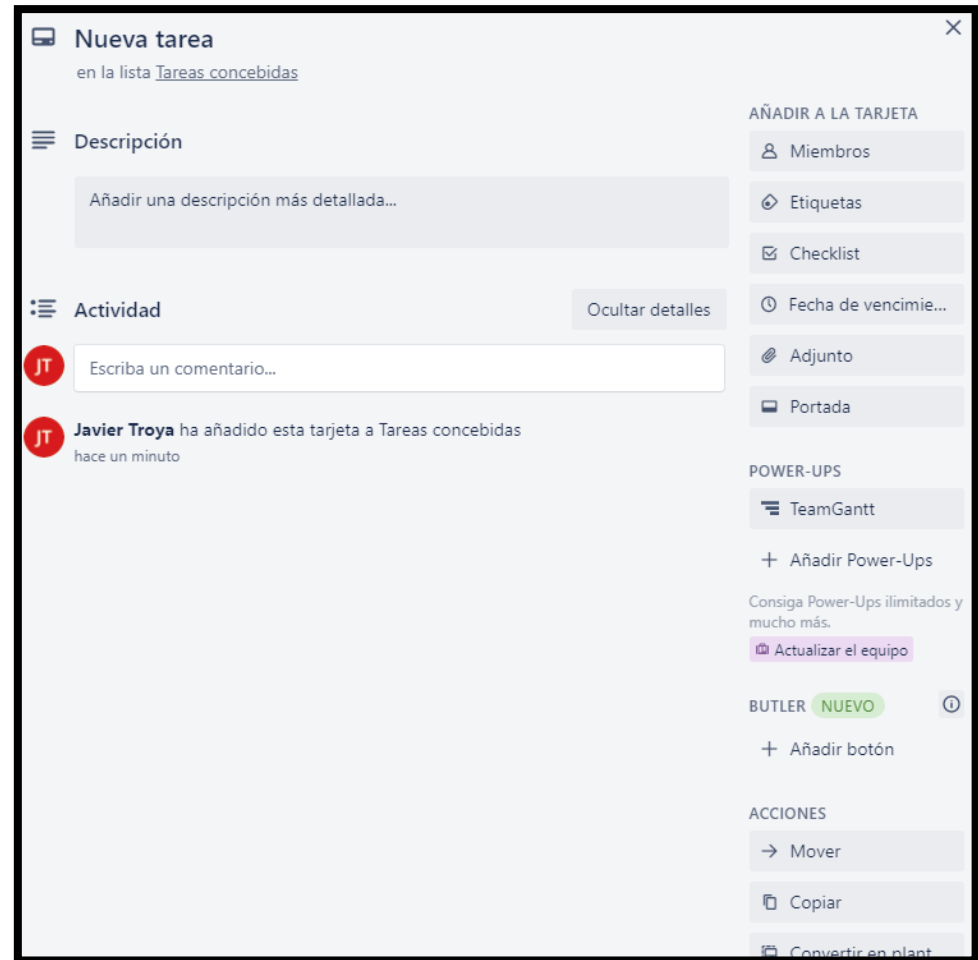 Nueva tarea
en la lista Tareas concebidas
Descripción
Añadir una descripción más detallada...
Actividad
Ocultar detalles
JT
Escriba un comentario...
JT
Javier Troya ha añadido esta tarjeta a Tareas concebidas
hace un minuto
AÑADIR A LA TARJETA
Miembros
Etiquetas
Checklist
Fecha de vencimie...
Adjunto
Portada
POWER-UPS
TeamGantt
+ Añadir Power-Ups
Consiga Power-Ups ilimitados y
mucho más.
Actualizar el equipo
BUTLER NUEVO
+ Añadir botón
ACCIONES
Mover
Copiar
Convertir en plant